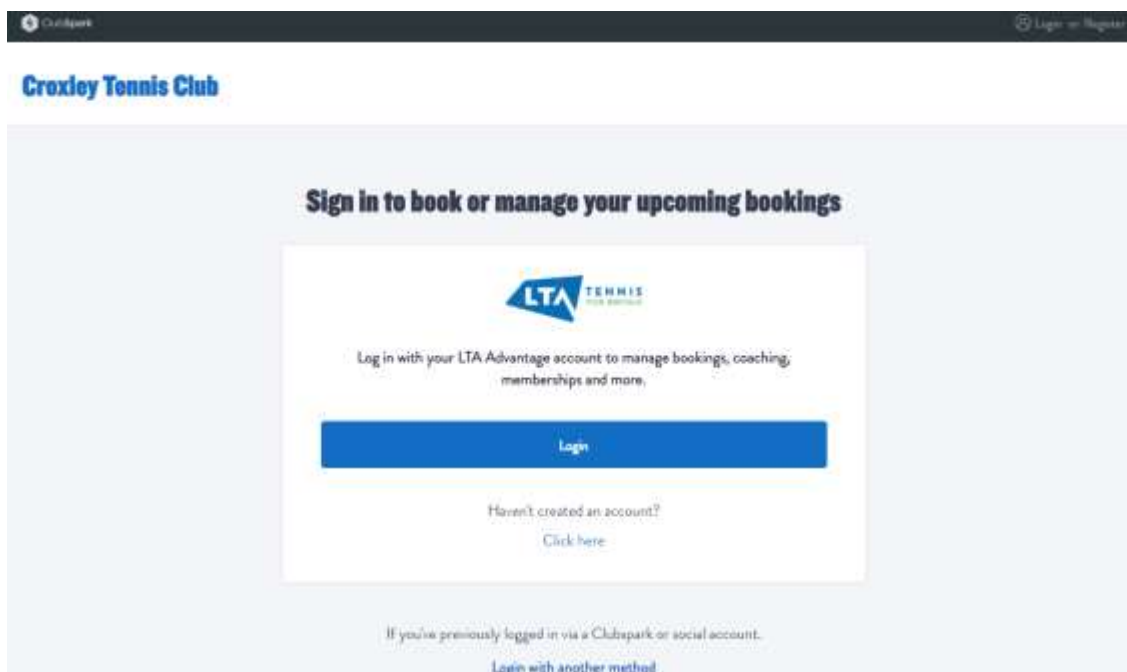 ClubSpark
Login or Register
Croxley Tennis Club
Sign in to book or manage your upcoming bookings
LTA TENNIS
FOR BRITAIN
Log in with your LTA Advantage account to manage bookings, coaching,
memberships and more.
Login
Haven't created an account?
Click here
If you've previously logged in via a Clubspark or social account.
Login with another method